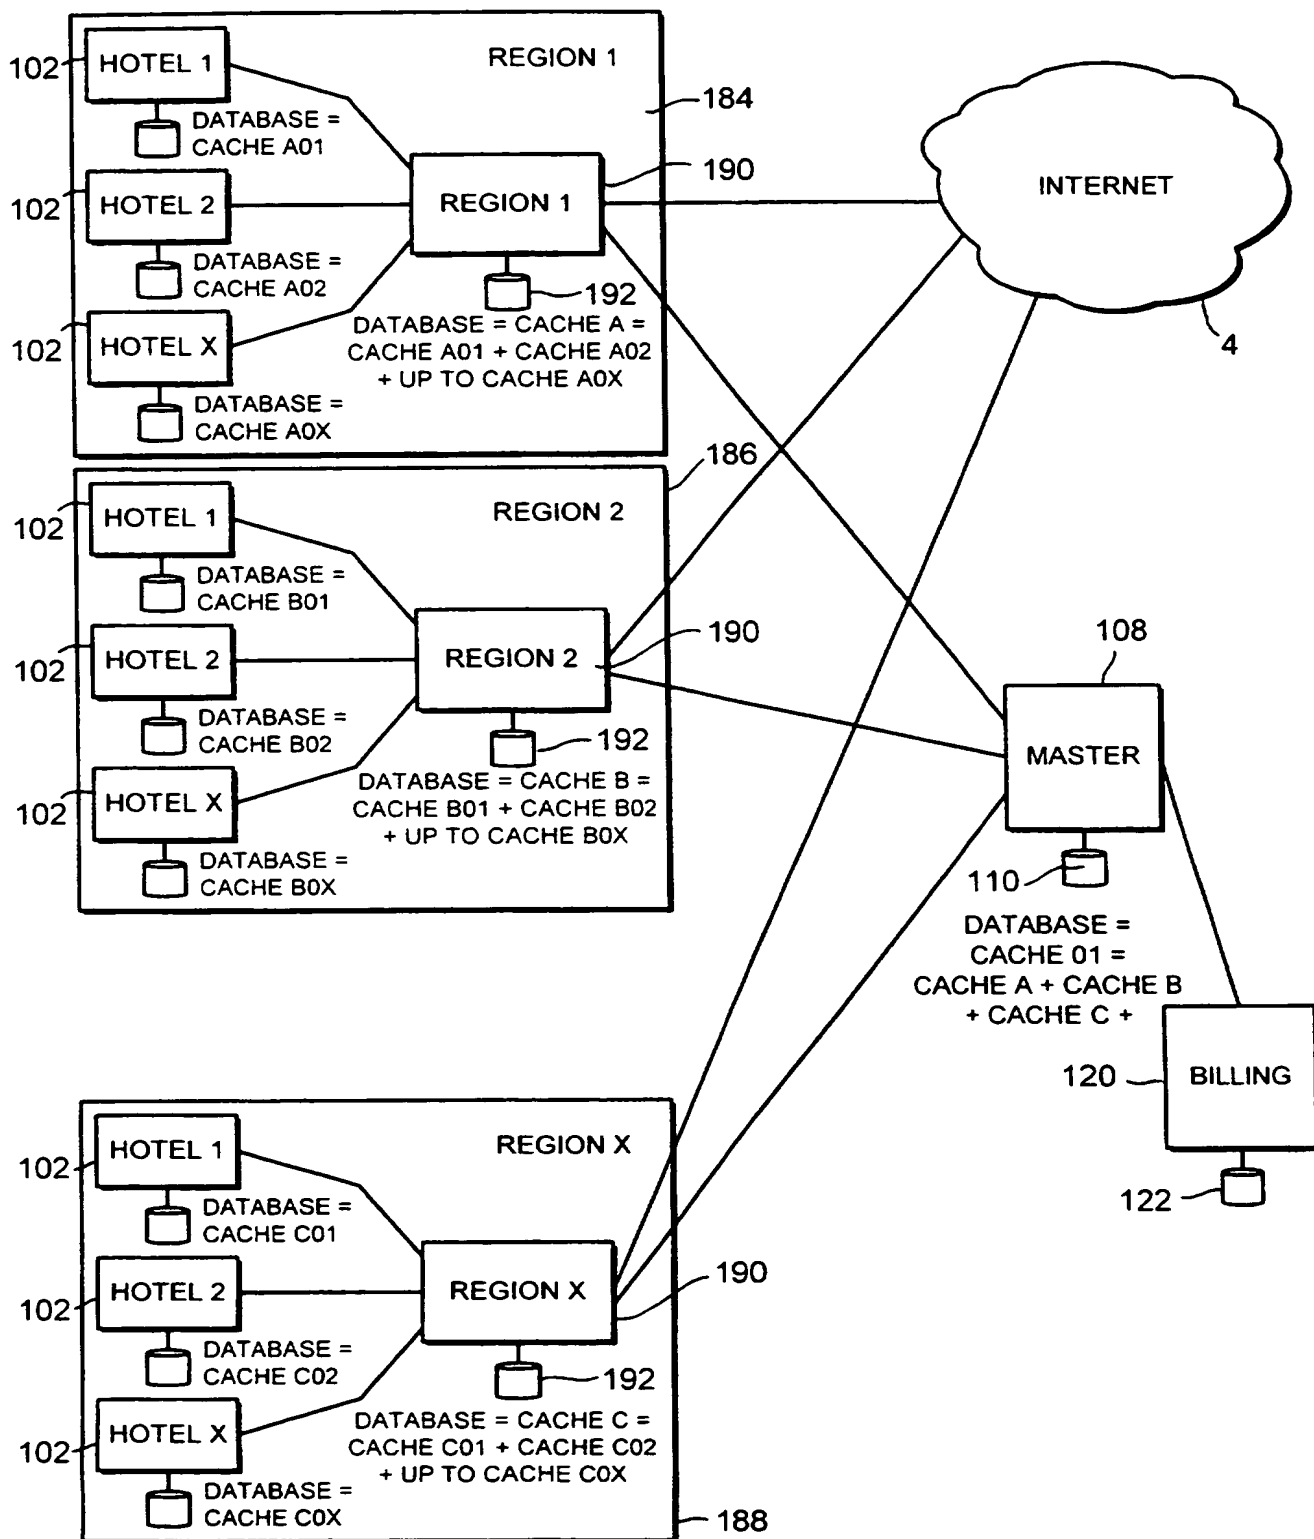 REGION 1
184
102
HOTEL 1
DATABASE =
CACHE A01
102
HOTEL 2
DATABASE =
CACHE A02
102
HOTEL X
DATABASE =
CACHE A0X
REGION 1
190
192
DATABASE = CACHE A =
CACHE A01 + CACHE A02
+ UP TO CACHE A0X
INTERNET
4
186
REGION 2
102
HOTEL 1
DATABASE =
CACHE B01
102
HOTEL 2
DATABASE =
CACHE B02
102
HOTEL X
DATABASE =
CACHE B0X
REGION 2
190
192
DATABASE = CACHE B =
CACHE B01 + CACHE B02
+ UP TO CACHE B0X
108
MASTER
110
DATABASE =
CACHE 01 =
CACHE A + CACHE B
+ CACHE C +
120
BILLING
122
REGION X
102
HOTEL 1
DATABASE =
CACHE C01
102
HOTEL 2
DATABASE =
CACHE C02
102
HOTEL X
DATABASE =
CACHE C0X
REGION X
190
192
DATABASE = CACHE C =
CACHE C01 + CACHE C02
+ UP TO CACHE C0X
188